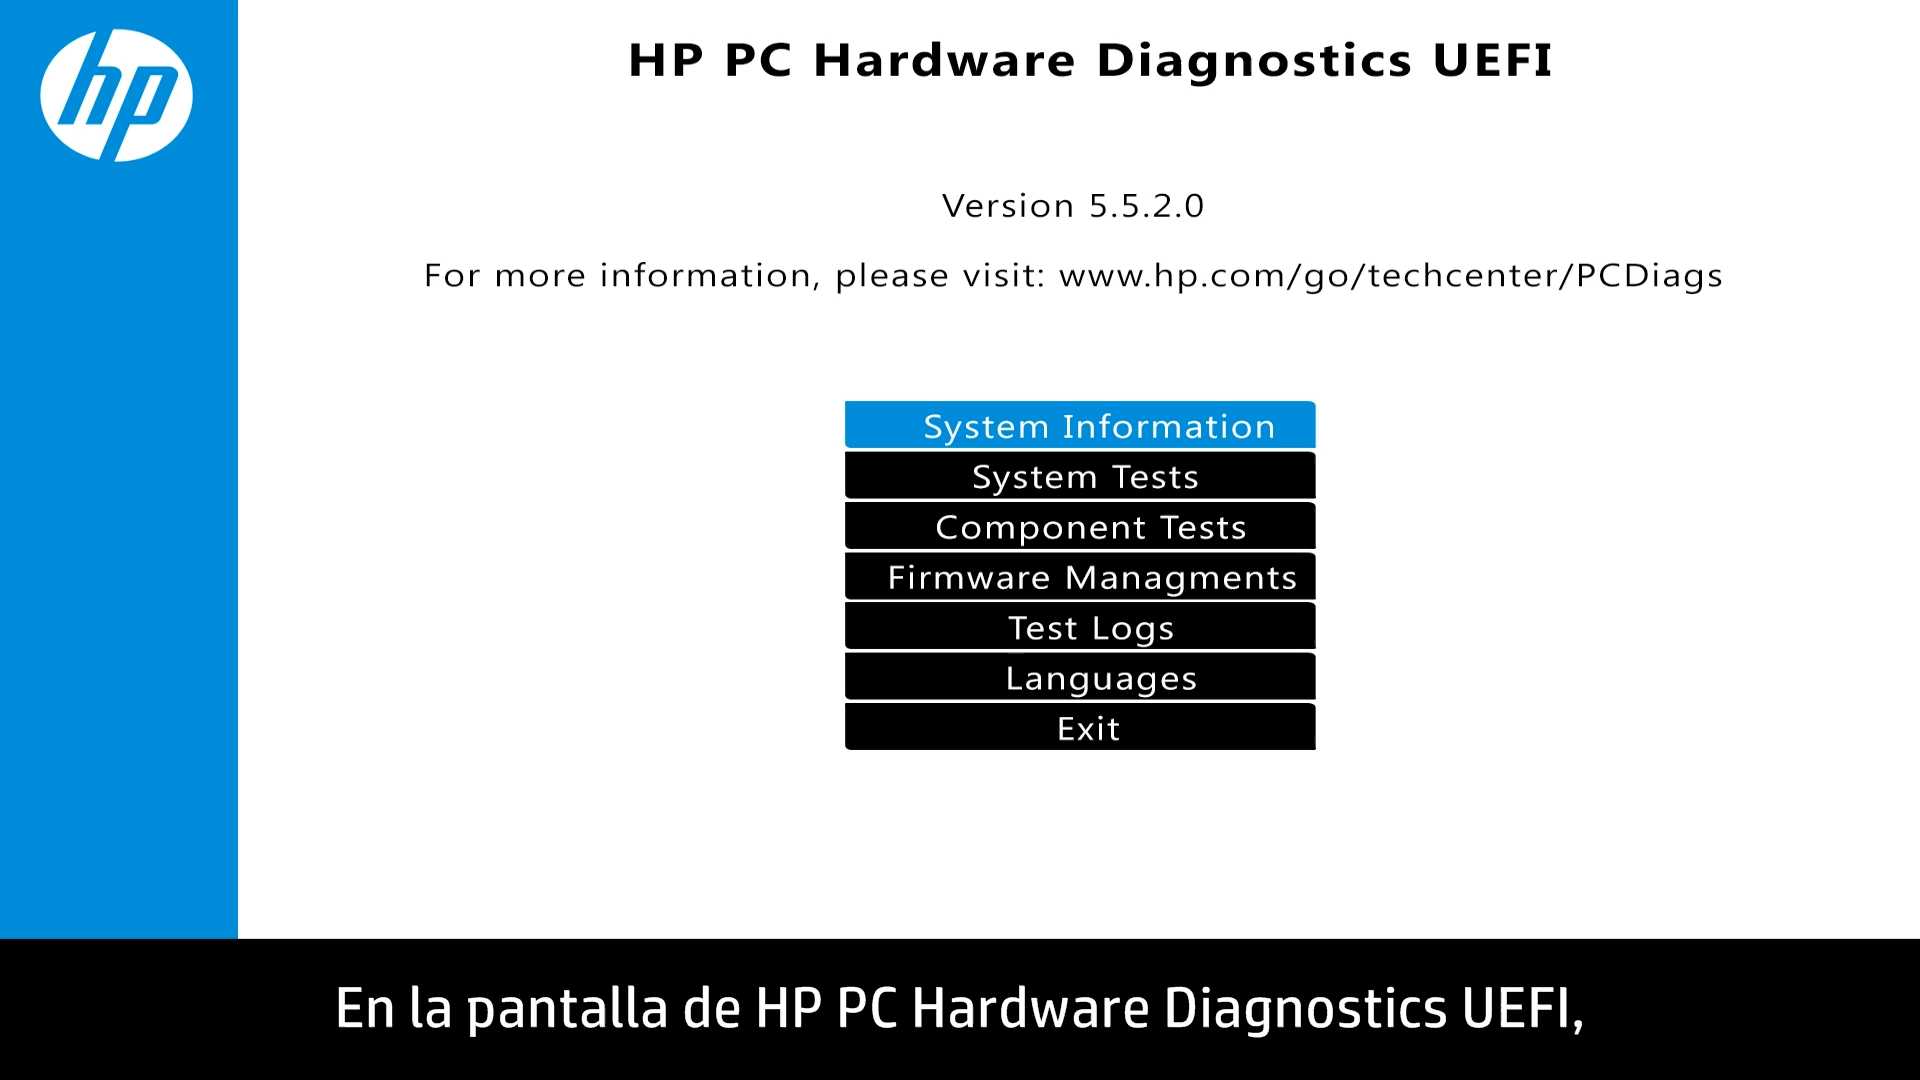 hp
HP PC Hardware Diagnostics UEFI
Version 5.5.2.0
For more information, please visit: www.hp.com/go/techcenter/PCDiags
System Information
System Tests
Component Tests
Firmware Managments
Test Logs
Languages
Exit
En la pantalla de HP PC Hardware Diagnostics UEFI,